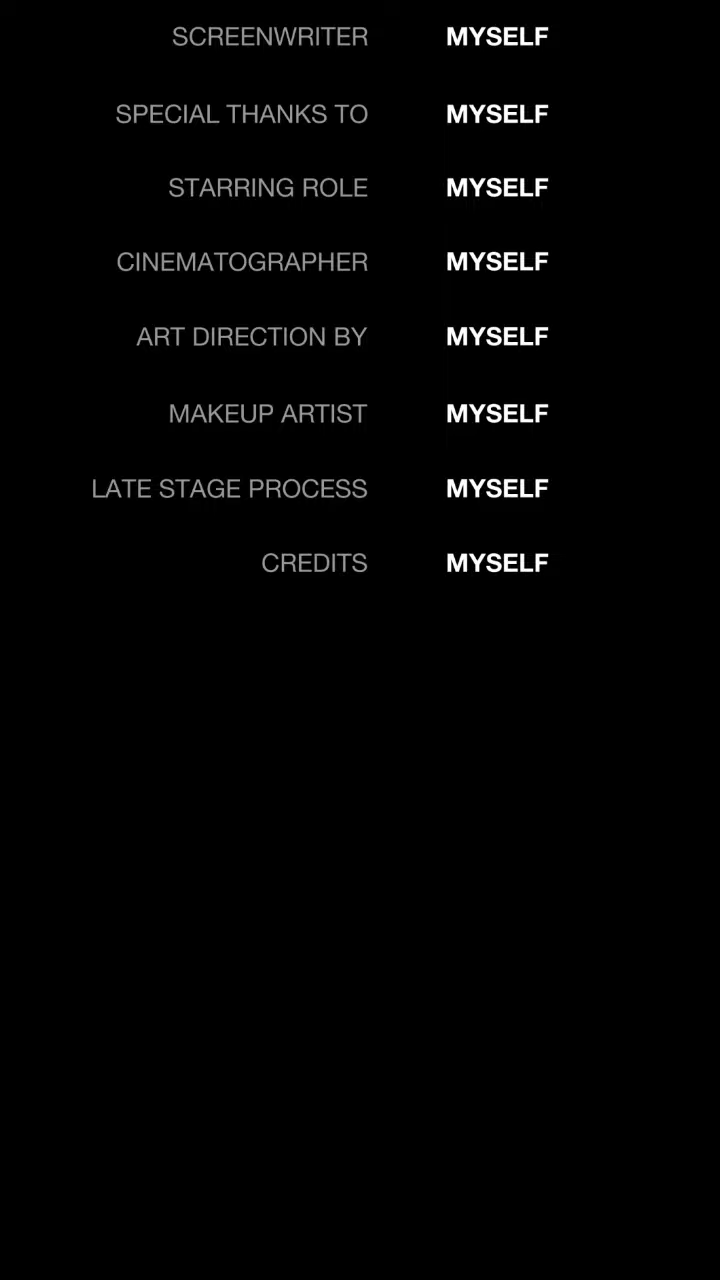 SCREENWRITER MYSELF
SPECIAL THANKS TO MYSELF
STARRING ROLE MYSELF
CINEMATOGRAPHER MYSELF
ART DIRECTION BY MYSELF
MAKEUP ARTIST MYSELF
LATE STAGE PROCESS MYSELF
CREDITS MYSELF